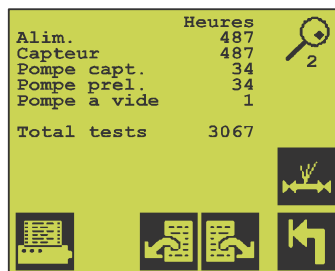 Heures
Alim. 487
Capteur 487
Pompe capt. 34
Pompe prel. 34
Pompe a vide 1
Total tests 3067
2